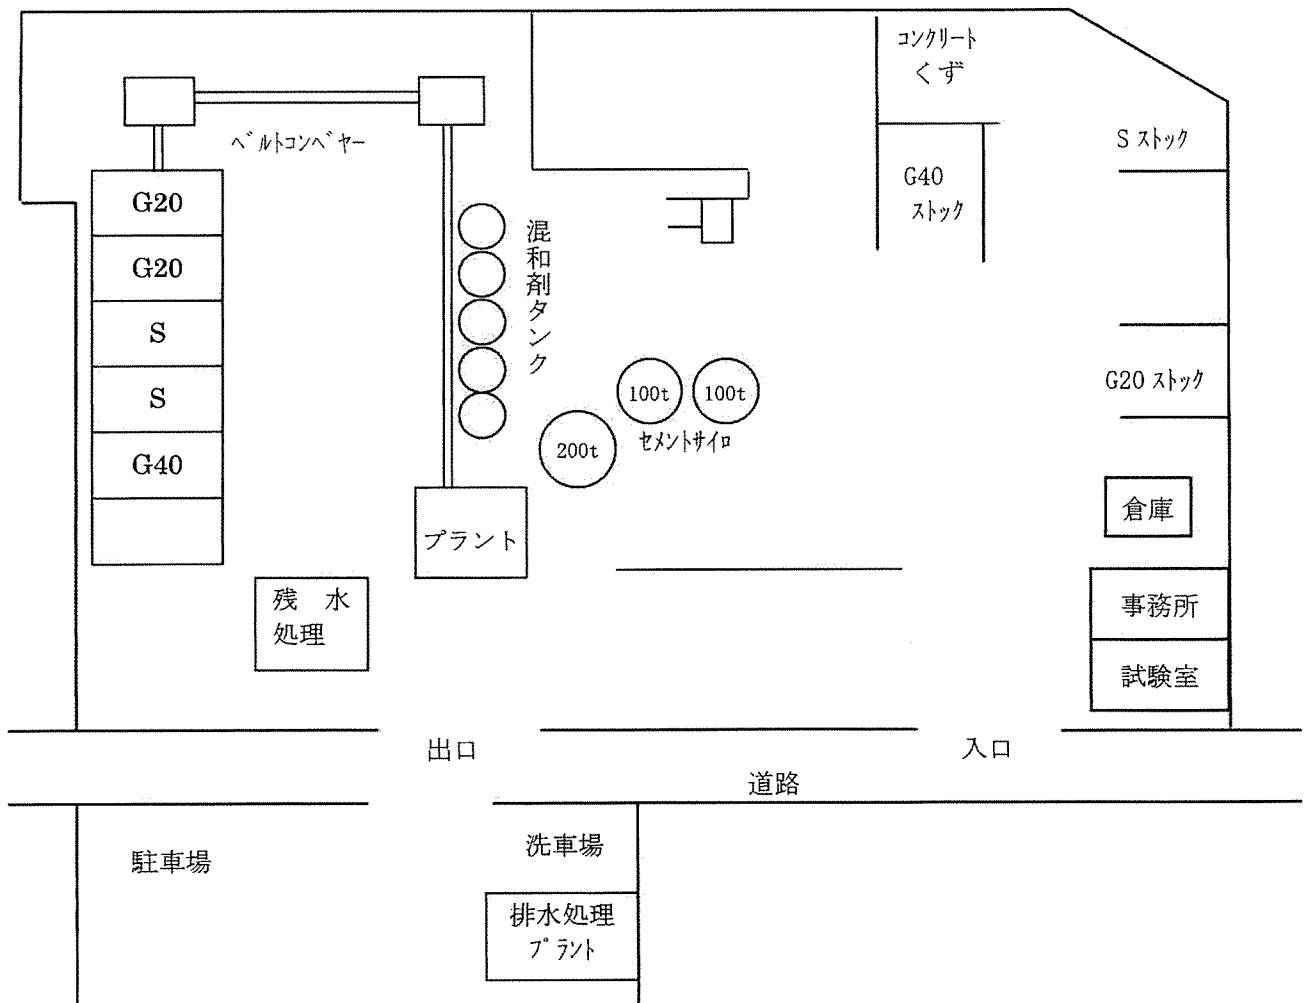 コンクリート
くず
ベルトコンベヤー
Sストック
G40
ストック
G20
G20
S
S
G40
混和剤タンク
100t
100t
200t
セメントサイロ
G20ストック
プラント
倉庫
残 水
処理
事務所
試験室
出口
入口
道路
駐車場
洗車場
排水処理
プラント